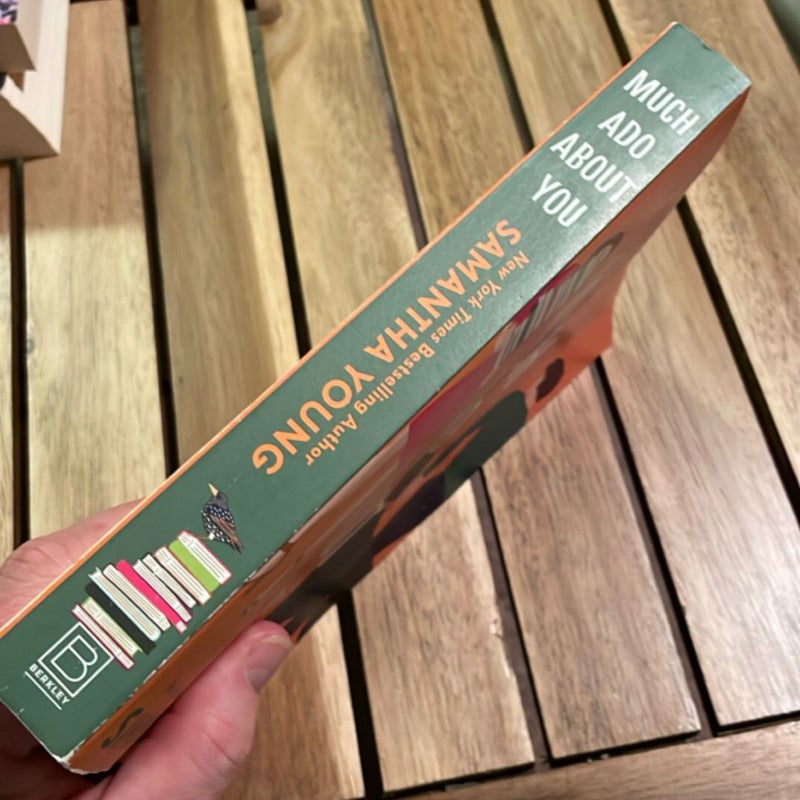 MUCH
ADO
ABOUT
YOU
New York Times Bestselling Author
SAMANTHA YOUNG
B
BERKLEY